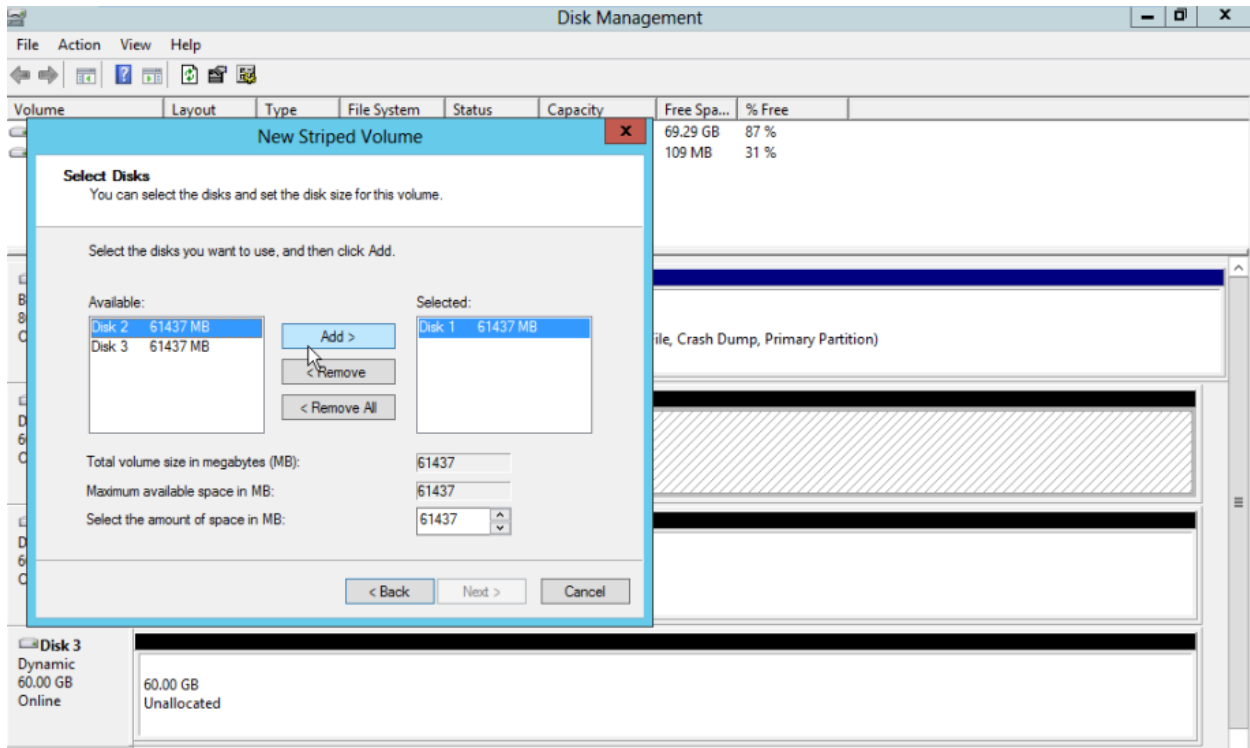 Disk Management
File Action View Help
Volume Layout Type File System Status Capacity Free Spa... % Free
69.29 GB 87 %
109 MB 31 %
New Striped Volume
x
Select Disks
You can select the disks and set the disk size for this volume.
Select the disks you want to use, and then click Add.
Available:
Disk 2 61437 MB
Disk 3 61437 MB
Add >
< Remove
< Remove All
Selected:
Disk 1 61437 MB
Total volume size in megabytes (MB): 61437
Maximum available space in MB: 61437
Select the amount of space in MB: 61437
< Back Next > Cancel
B
8
O
ile, Crash Dump, Primary Partition)
D
6
O
D
6
O
Disk 3
Dynamic
60.00 GB
Online
60.00 GB
Unallocated